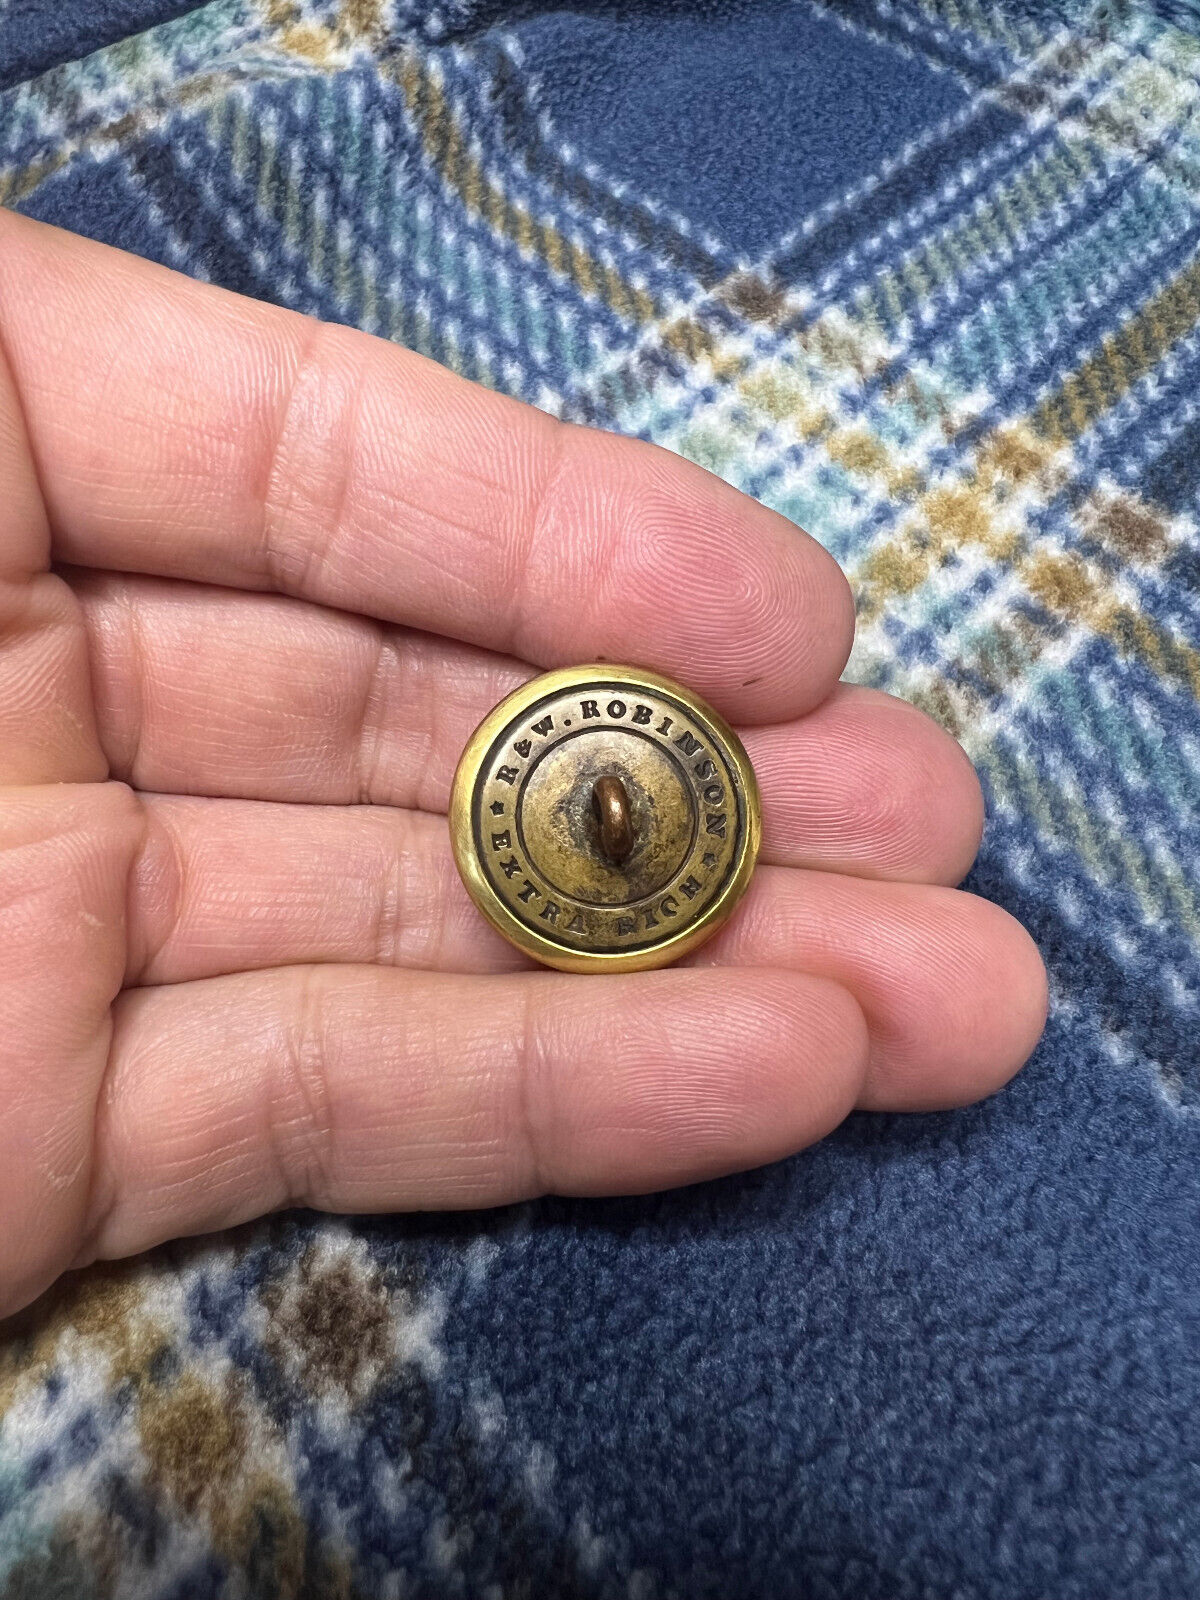 R&W. ROBINSON
★ EXTRA RICH ★